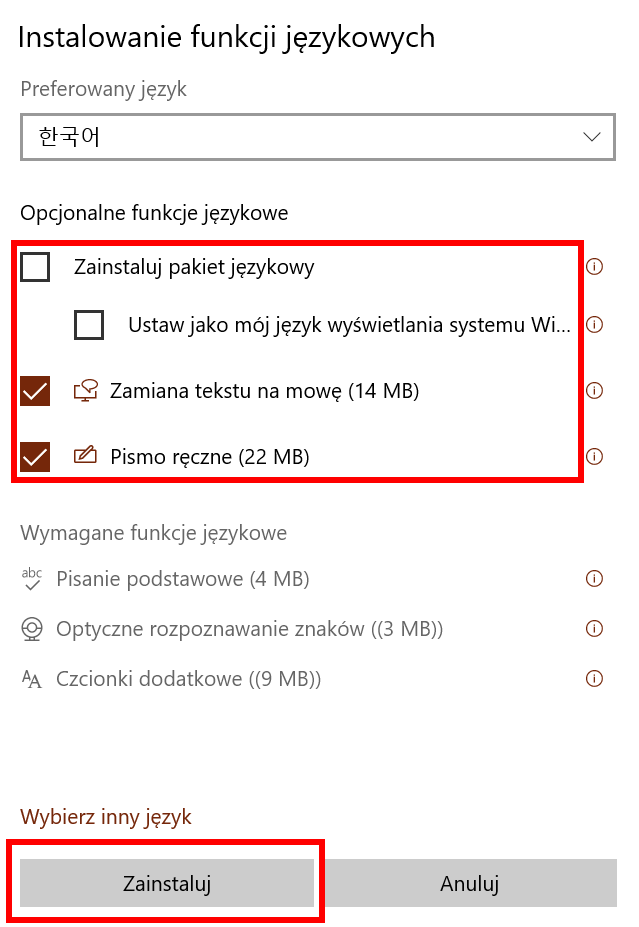 Instalowanie funkcji językowych
Preferowany język
한국어
Opcjonalne funkcje językowe
Zainstaluj pakiet językowy
Ustaw jako mój język wyświetlania systemu Wi...
Zamiana tekstu na mowę (14 MB)
Pismo ręczne (22 MB)
Wymagane funkcje językowe
abc Pisanie podstawowe (4 MB)
Optyczne rozpoznawanie znaków ((3 MB))
AA Czcionki dodatkowe ((9 MB))
Wybierz inny język
Zainstaluj Anuluj